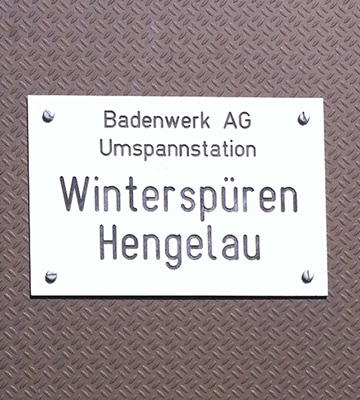 Badenwerk AG
Umspannstation
Winterspüren
Hengelau